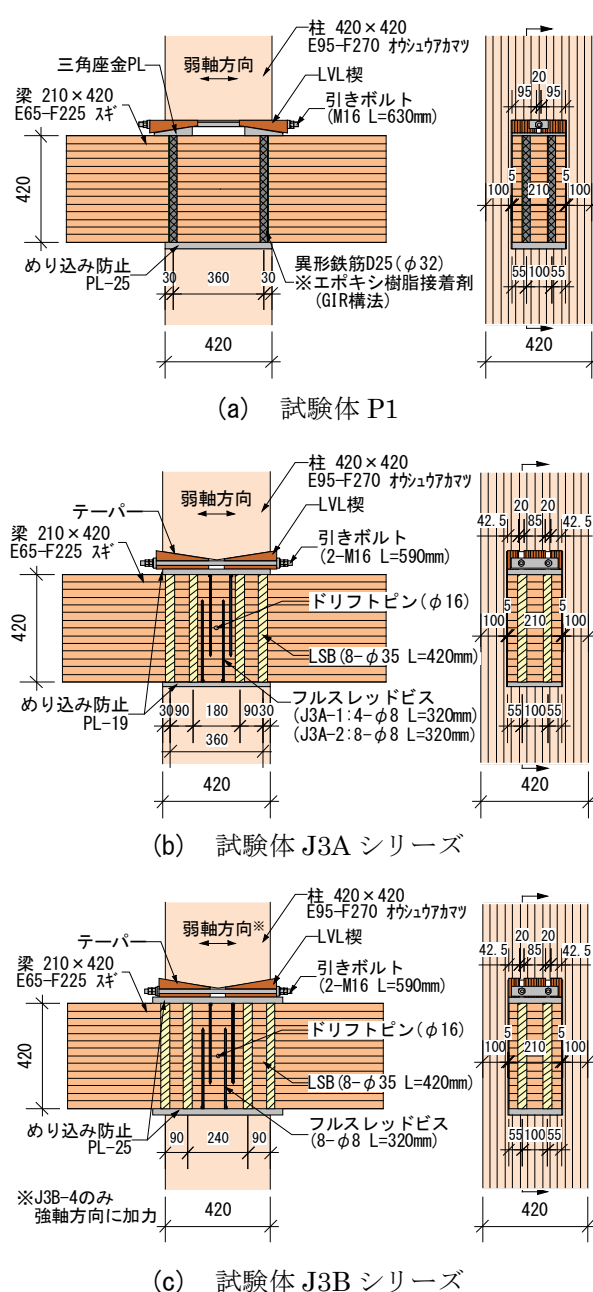 柱 420×420
E95-F270 オウシュウアカマツ
弱軸方向
三角座金PL
LVL楔
梁 210×420
E65-F225 スギ
引きボルト
(M16 L=630mm)
420
めり込み防止
PL-25
30 360 30
異形鉄筋D25(φ32)
※エポキシ樹脂接着剤
(GIR構法)
420
20
95 95
5 5
100 210 100
55 100 55
420
(a) 試験体 P1
柱 420×420
E95-F270 オウシュウアカマツ
弱軸方向
テーパー
LVL楔
梁 210×420
E65-F225 スギ
引きボルト
(2-M16 L=590mm)
420
ドリフトピン(φ16)
LSB(8-φ35 L=420mm)
めり込み防止
PL-19
フルスレッドビス
(J3A-1:4-φ8 L=320mm)
(J3A-2:8-φ8 L=320mm)
30 90 180 90 30
360
420
20 20
42.5 85 42.5
5 5
100 210 100
55 100 55
420
(b) 試験体 J3A シリーズ
柱 420×420
E95-F270 オウシュウアカマツ
弱軸方向※
テーパー
LVL楔
梁 210×420
E65-F225 スギ
引きボルト
(2-M16 L=590mm)
420
ドリフトピン(φ16)
LSB(8-φ35 L=420mm)
めり込み防止
PL-25
フルスレッドビス
(8-φ8 L=320mm)
90 240 90
※J3B-4のみ
強軸方向に加力
420
20 20
42.5 85 42.5
5 5
100 210 100
55 100 55
420
(c) 試験体 J3B シリーズ